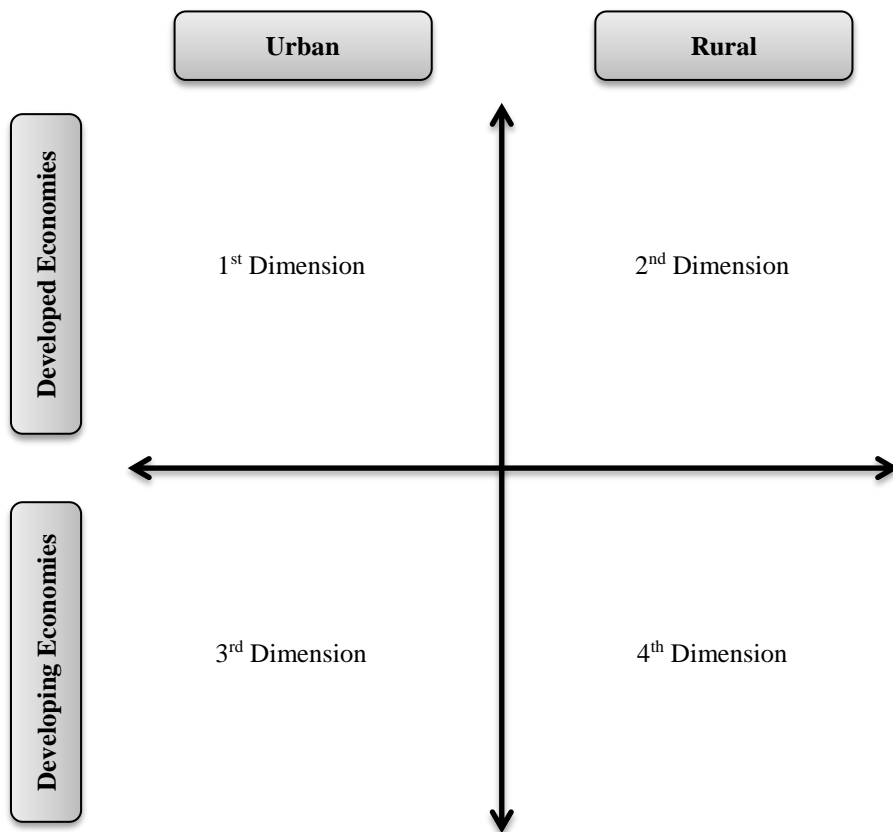 Urban
Rural
Developed Economies
1st Dimension
2nd Dimension
Developing Economies
3rd Dimension
4th Dimension